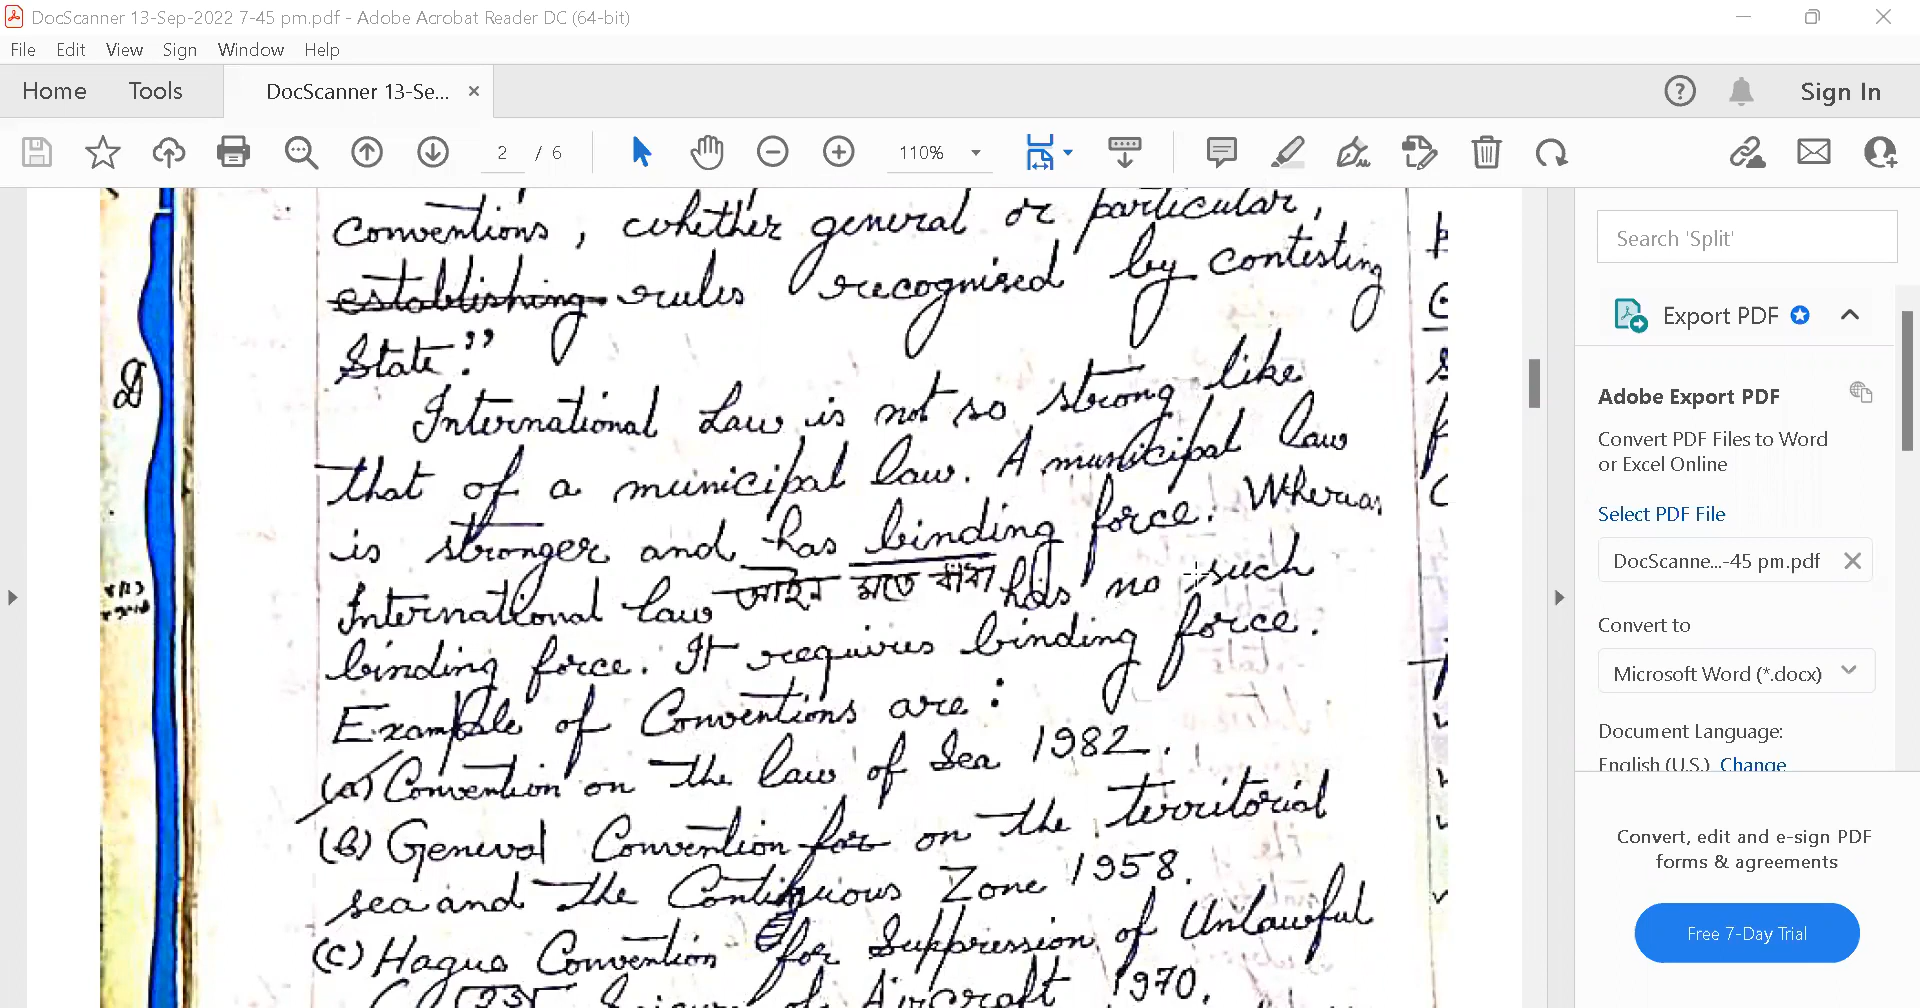 DocScanner 13-Sep-2022 7-45 pm.pdf - Adobe Acrobat Reader DC (64-bit)
File Edit View Sign Window Help
Home Tools DocScanner 13-Se... × Sign In
2 / 6 110%
conventions, whether general or particular,
establishing rules recognised by contesting
State."
International Law is not so strong like
that of a municipal law. A municipal law
is stronger and has binding force. Whereas
International law আইন মতে বাধা has no such
binding force. It requires binding force.
Example of Conventions are:
(a) Convention on the law of Sea 1982.
(b) General Convention for on the territorial
sea and the Contiguious Zone 1958.
(c) Hague Convention for Suppression of Unlawful
Seizure of Aircraft 1970.
Search 'Split'
Export PDF
Adobe Export PDF
Convert PDF Files to Word
or Excel Online
Select PDF File
DocScanne...-45 pm.pdf
Convert to
Microsoft Word (*.docx)
Document Language:
English (U.S.) Change
Convert, edit and e-sign PDF
forms & agreements
Free 7-Day Trial